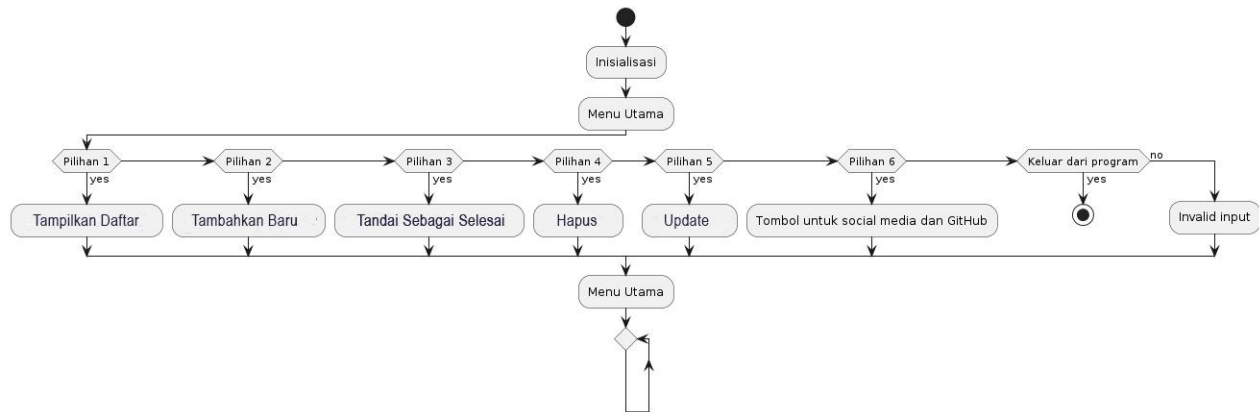 Inisialisasi
Menu Utama
Pilihan 1
Pilihan 2
Pilihan 3
Pilihan 4
Pilihan 5
Pilihan 6
Keluar dari program
no
yes
yes
yes
yes
yes
yes
yes
Tampilkan Daftar
Tambahkan Baru
Tandai Sebagai Selesai
Hapus
Update
Tombol untuk social media dan GitHub
Invalid input
Menu Utama